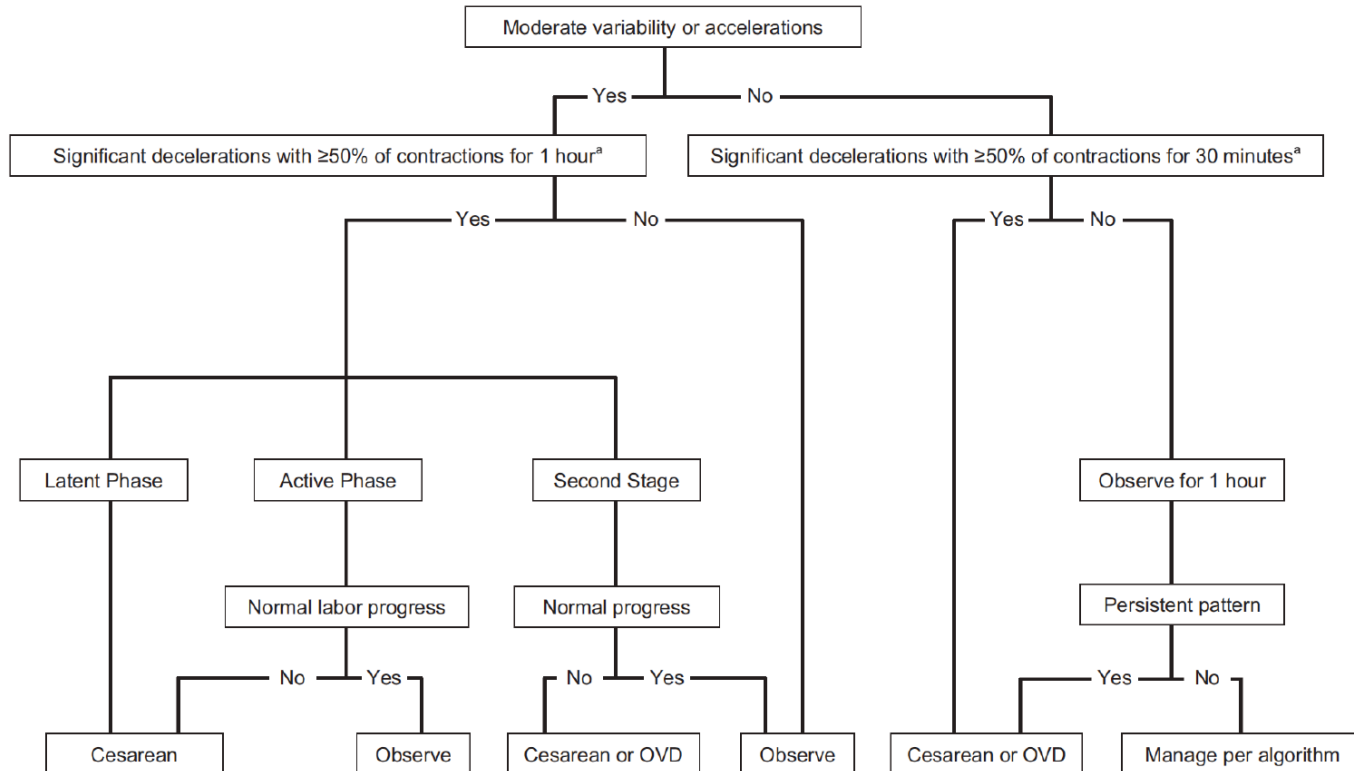 Moderate variability or accelerations
Yes No
Significant decelerations with ≥50% of contractions for 1 hourᵃ
Significant decelerations with ≥50% of contractions for 30 minutesᵃ
Yes No
Yes No
Latent Phase
Active Phase
Second Stage
Observe for 1 hour
Normal labor progress
Normal progress
Persistent pattern
No Yes
No Yes
Yes No
Cesarean
Observe
Cesarean or OVD
Observe
Cesarean or OVD
Manage per algorithm